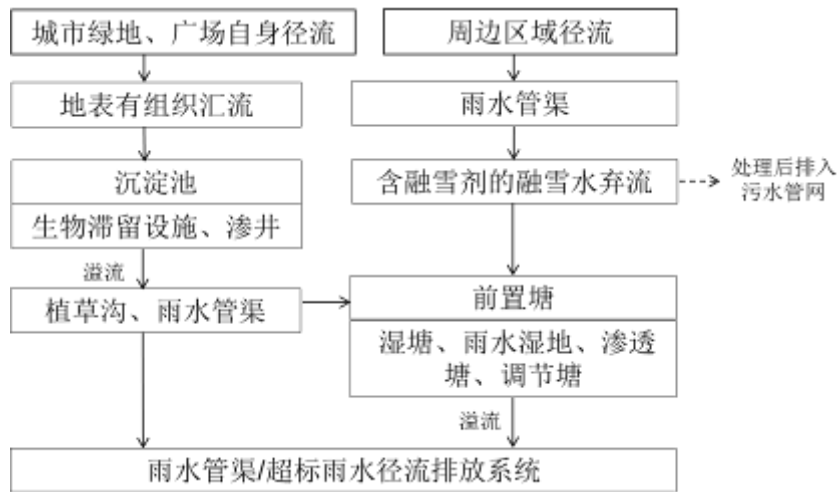 城市绿地、广场自身径流
周边区域径流
地表有组织汇流
雨水管渠
沉淀池
生物滞留设施、渗井
含融雪剂的融雪水弃流
处理后排入
污水管网
溢流
植草沟、雨水管渠
前置塘
湿塘、雨水湿地、渗透
塘、调节塘
溢流
雨水管渠/超标雨水径流排放系统